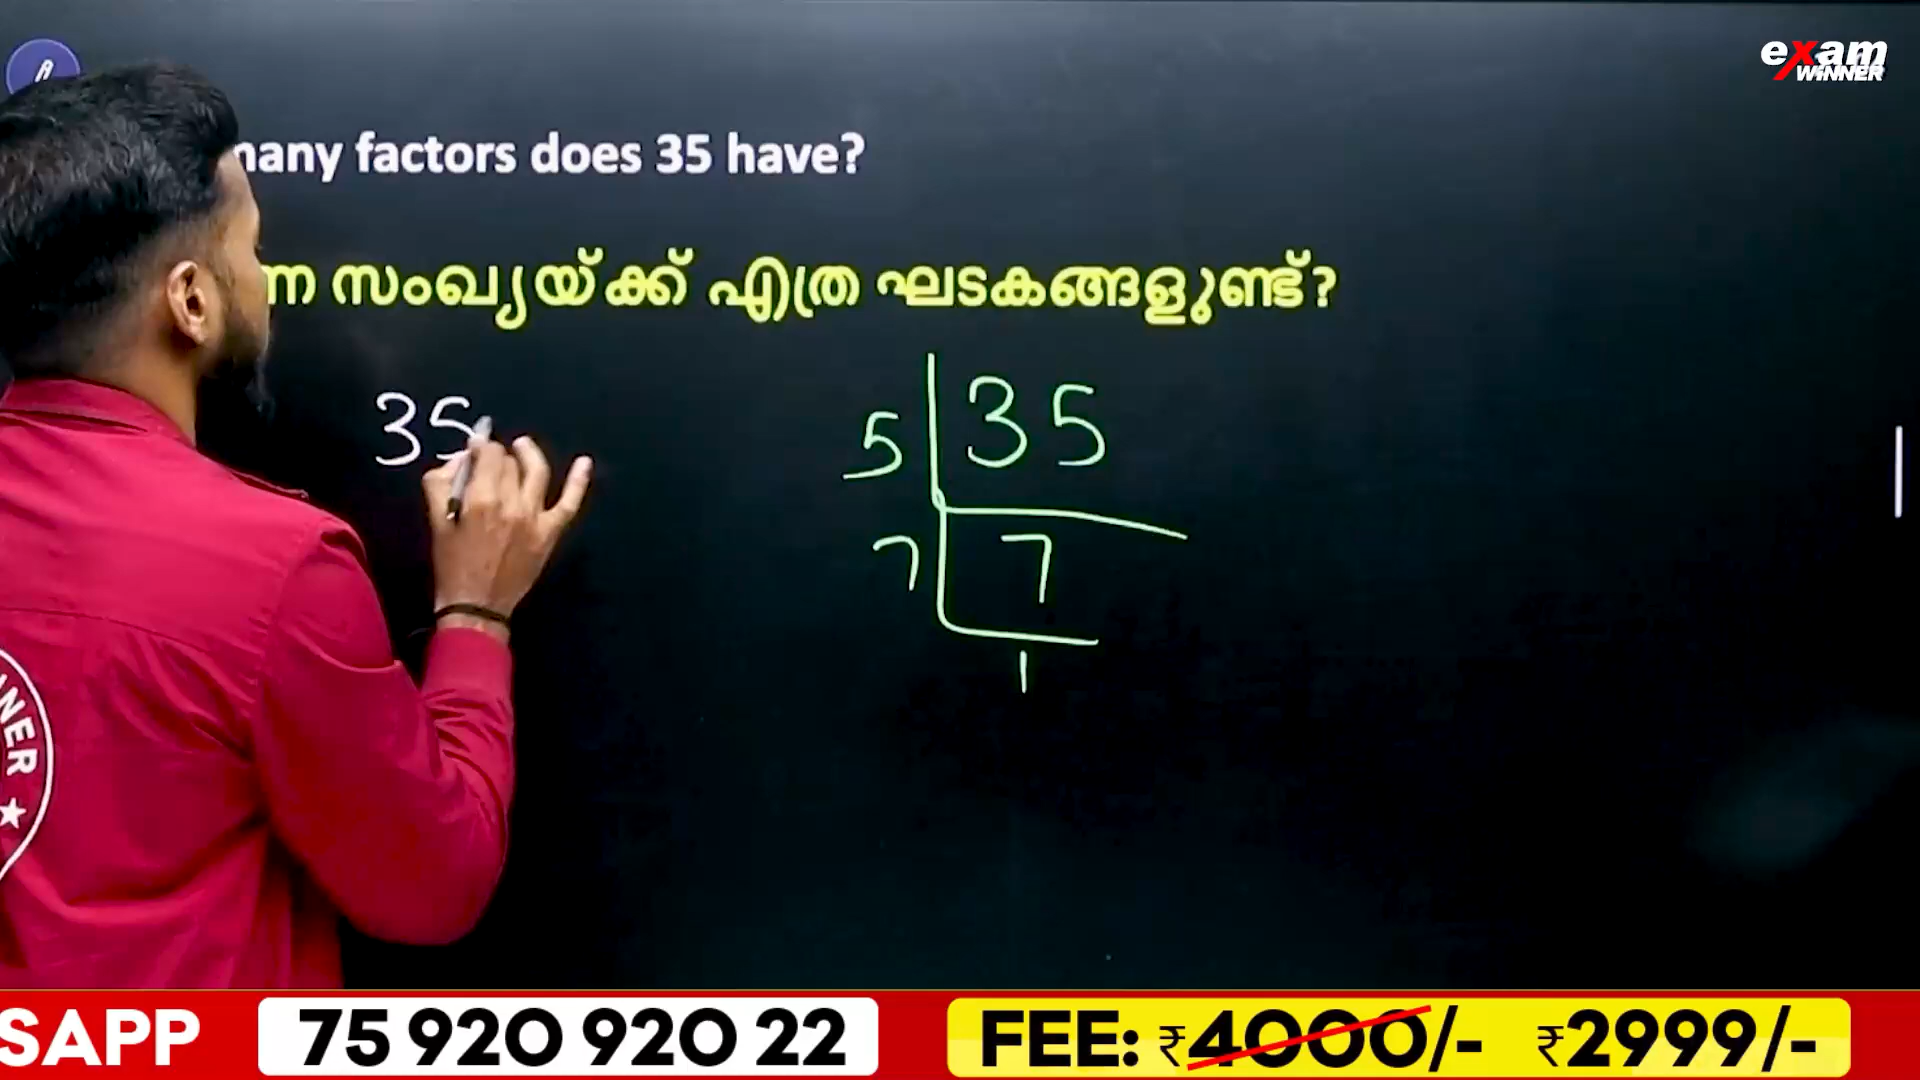 exam
WINNER
many factors does 35 have?
സംഖ്യയ്ക്ക് എത്ര ഘടകങ്ങളുണ്ട്?
35
5 35
7 7
1
NNER
SAPP 75 920 920 22 FEE: ₹4000/- ₹2999/-